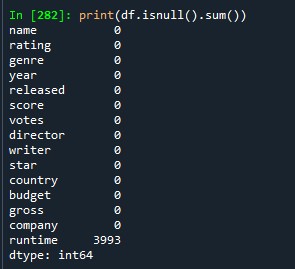 In [282]: print(df.isnull().sum())
name 0
rating 0
genre 0
year 0
released 0
score 0
votes 0
director 0
writer 0
star 0
country 0
budget 0
gross 0
company 0
runtime 3993
dtype: int64